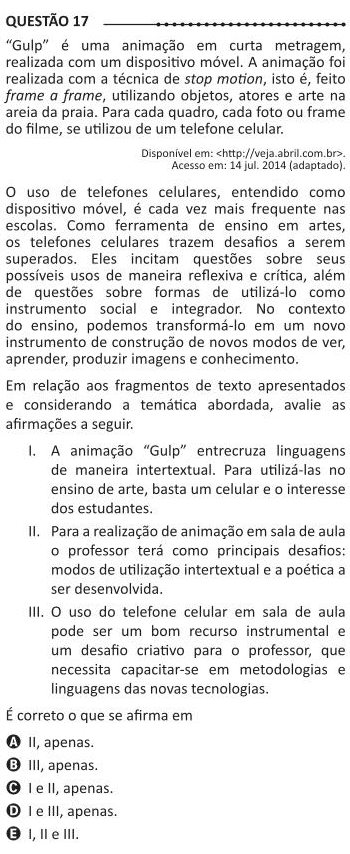 QUESTÃO 17
“Gulp” é uma animação em curta metragem,
realizada com um dispositivo móvel. A animação foi
realizada com a técnica de stop motion, isto é, feito
frame a frame, utilizando objetos, atores e arte na
areia da praia. Para cada quadro, cada foto ou frame
do filme, se utilizou de um telefone celular.
Disponível em: <http://veja.abril.com.br>.
Acesso em: 14 jul. 2014 (adaptado).
O uso de telefones celulares, entendido como
dispositivo móvel, é cada vez mais frequente nas
escolas. Como ferramenta de ensino em artes,
os telefones celulares trazem desafios a serem
superados. Eles incitam questões sobre seus
possíveis usos de maneira reflexiva e crítica, além
de questões sobre formas de utilizá-lo como
instrumento social e integrador. No contexto
do ensino, podemos transformá-lo em um novo
instrumento de construção de novos modos de ver,
aprender, produzir imagens e conhecimento.
Em relação aos fragmentos de texto apresentados
e considerando a temática abordada, avalie as
afirmações a seguir.
I. A animação “Gulp” entrecruza linguagens
de maneira intertextual. Para utilizá-las no
ensino de arte, basta um celular e o interesse
dos estudantes.
II. Para a realização de animação em sala de aula
o professor terá como principais desafios:
modos de utilização intertextual e a poética a
ser desenvolvida.
III. O uso do telefone celular em sala de aula
pode ser um bom recurso instrumental e
um desafio criativo para o professor, que
necessita capacitar-se em metodologias e
linguagens das novas tecnologias.
É correto o que se afirma em
A II, apenas.
B III, apenas.
C I e II, apenas.
D I e III, apenas.
E I, II e III.